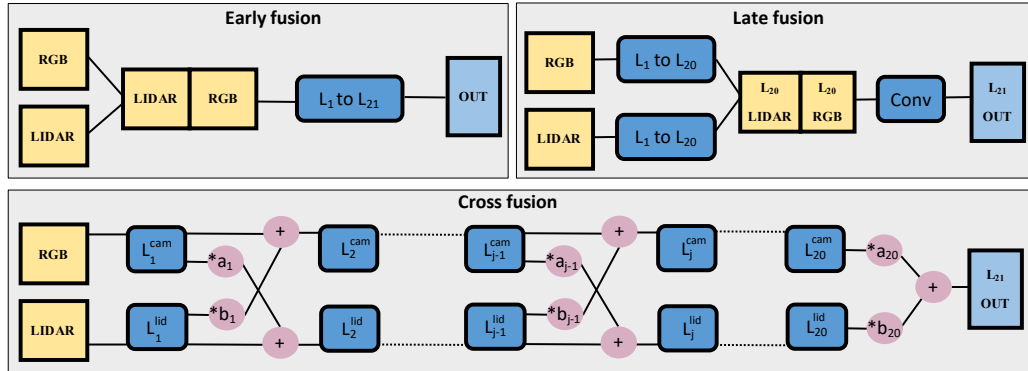 Early fusion
RGB
LIDAR
LIDAR RGB
L₁ to L₂₁
OUT
Late fusion
RGB
LIDAR
L₁ to L₂₀
L₁ to L₂₀
L₂₀ L₂₀
LIDAR RGB
Conv
L₂₁
OUT
Cross fusion
RGB
L₁ᶜᵃᵐ
*a₁
+
L₂ᶜᵃᵐ
Lⱼ₋₁ᶜᵃᵐ
*aⱼ₋₁
+
Lⱼᶜᵃᵐ
L₂₀ᶜᵃᵐ
*a₂₀
LIDAR
L₁ˡⁱᵈ
*b₁
+
L₂ˡⁱᵈ
Lⱼ₋₁ˡⁱᵈ
*bⱼ₋₁
+
Lⱼˡⁱᵈ
L₂₀ˡⁱᵈ
*b₂₀
+
L₂₁
OUT